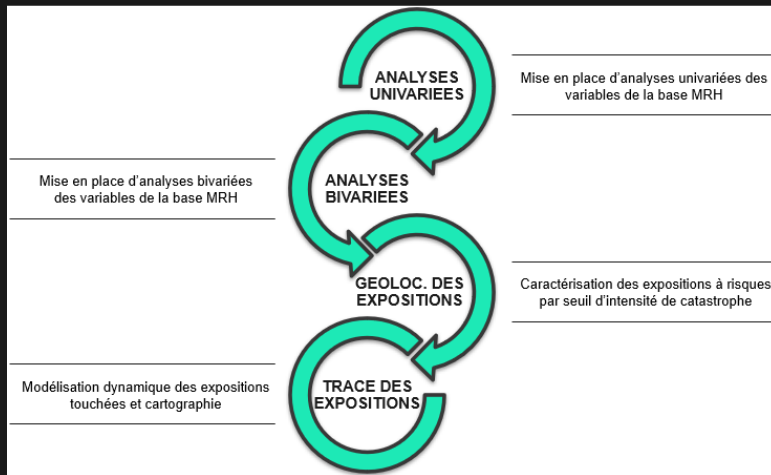 ANALYSES
UNIVARIEES
Mise en place d'analyses univariées des
variables de la base MRH
Mise en place d'analyses bivariées
des variables de la base MRH
ANALYSES
BIVARIEES
GEOLOC. DES
EXPOSITIONS
Caractérisation des expositions à risques
par seuil d'intensité de catastrophe
Modélisation dynamique des expositions
touchées et cartographie
TRACE DES
EXPOSITIONS